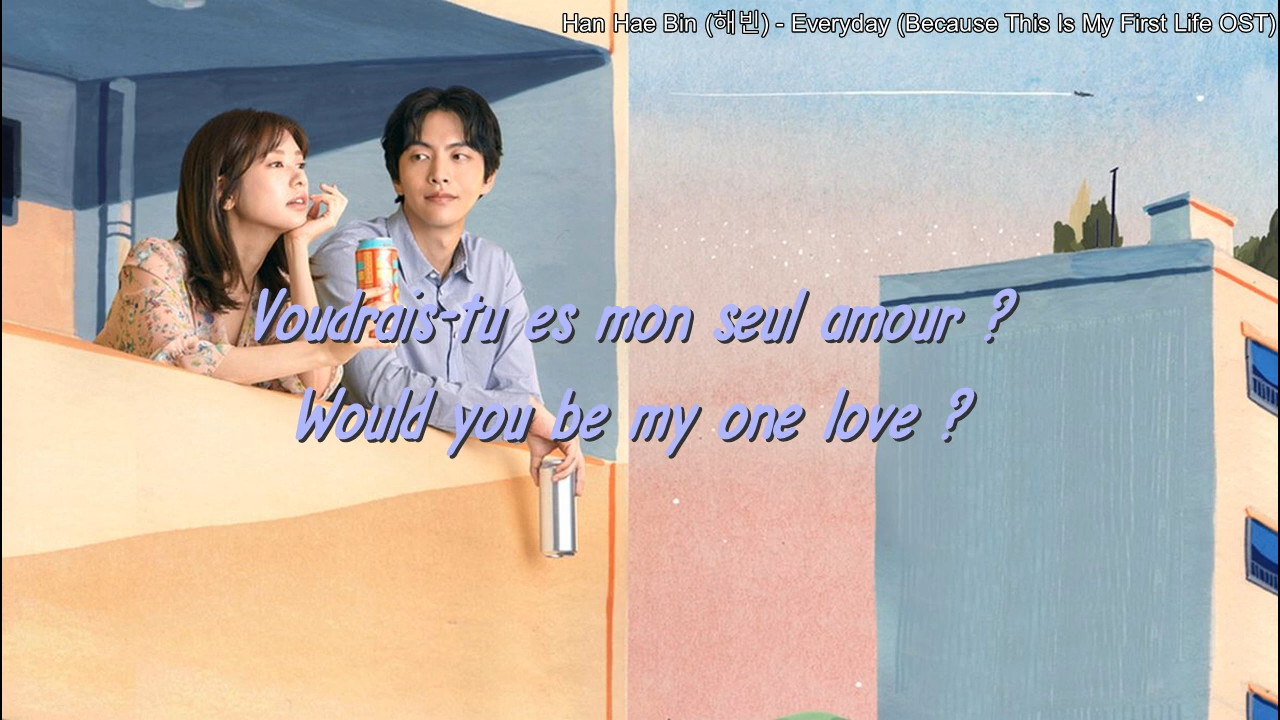 Han Hae Bin (해빈) - Everyday (Because This Is My First Life OST)
Voudrais-tu es mon seul amour ?
Would you be my one love ?